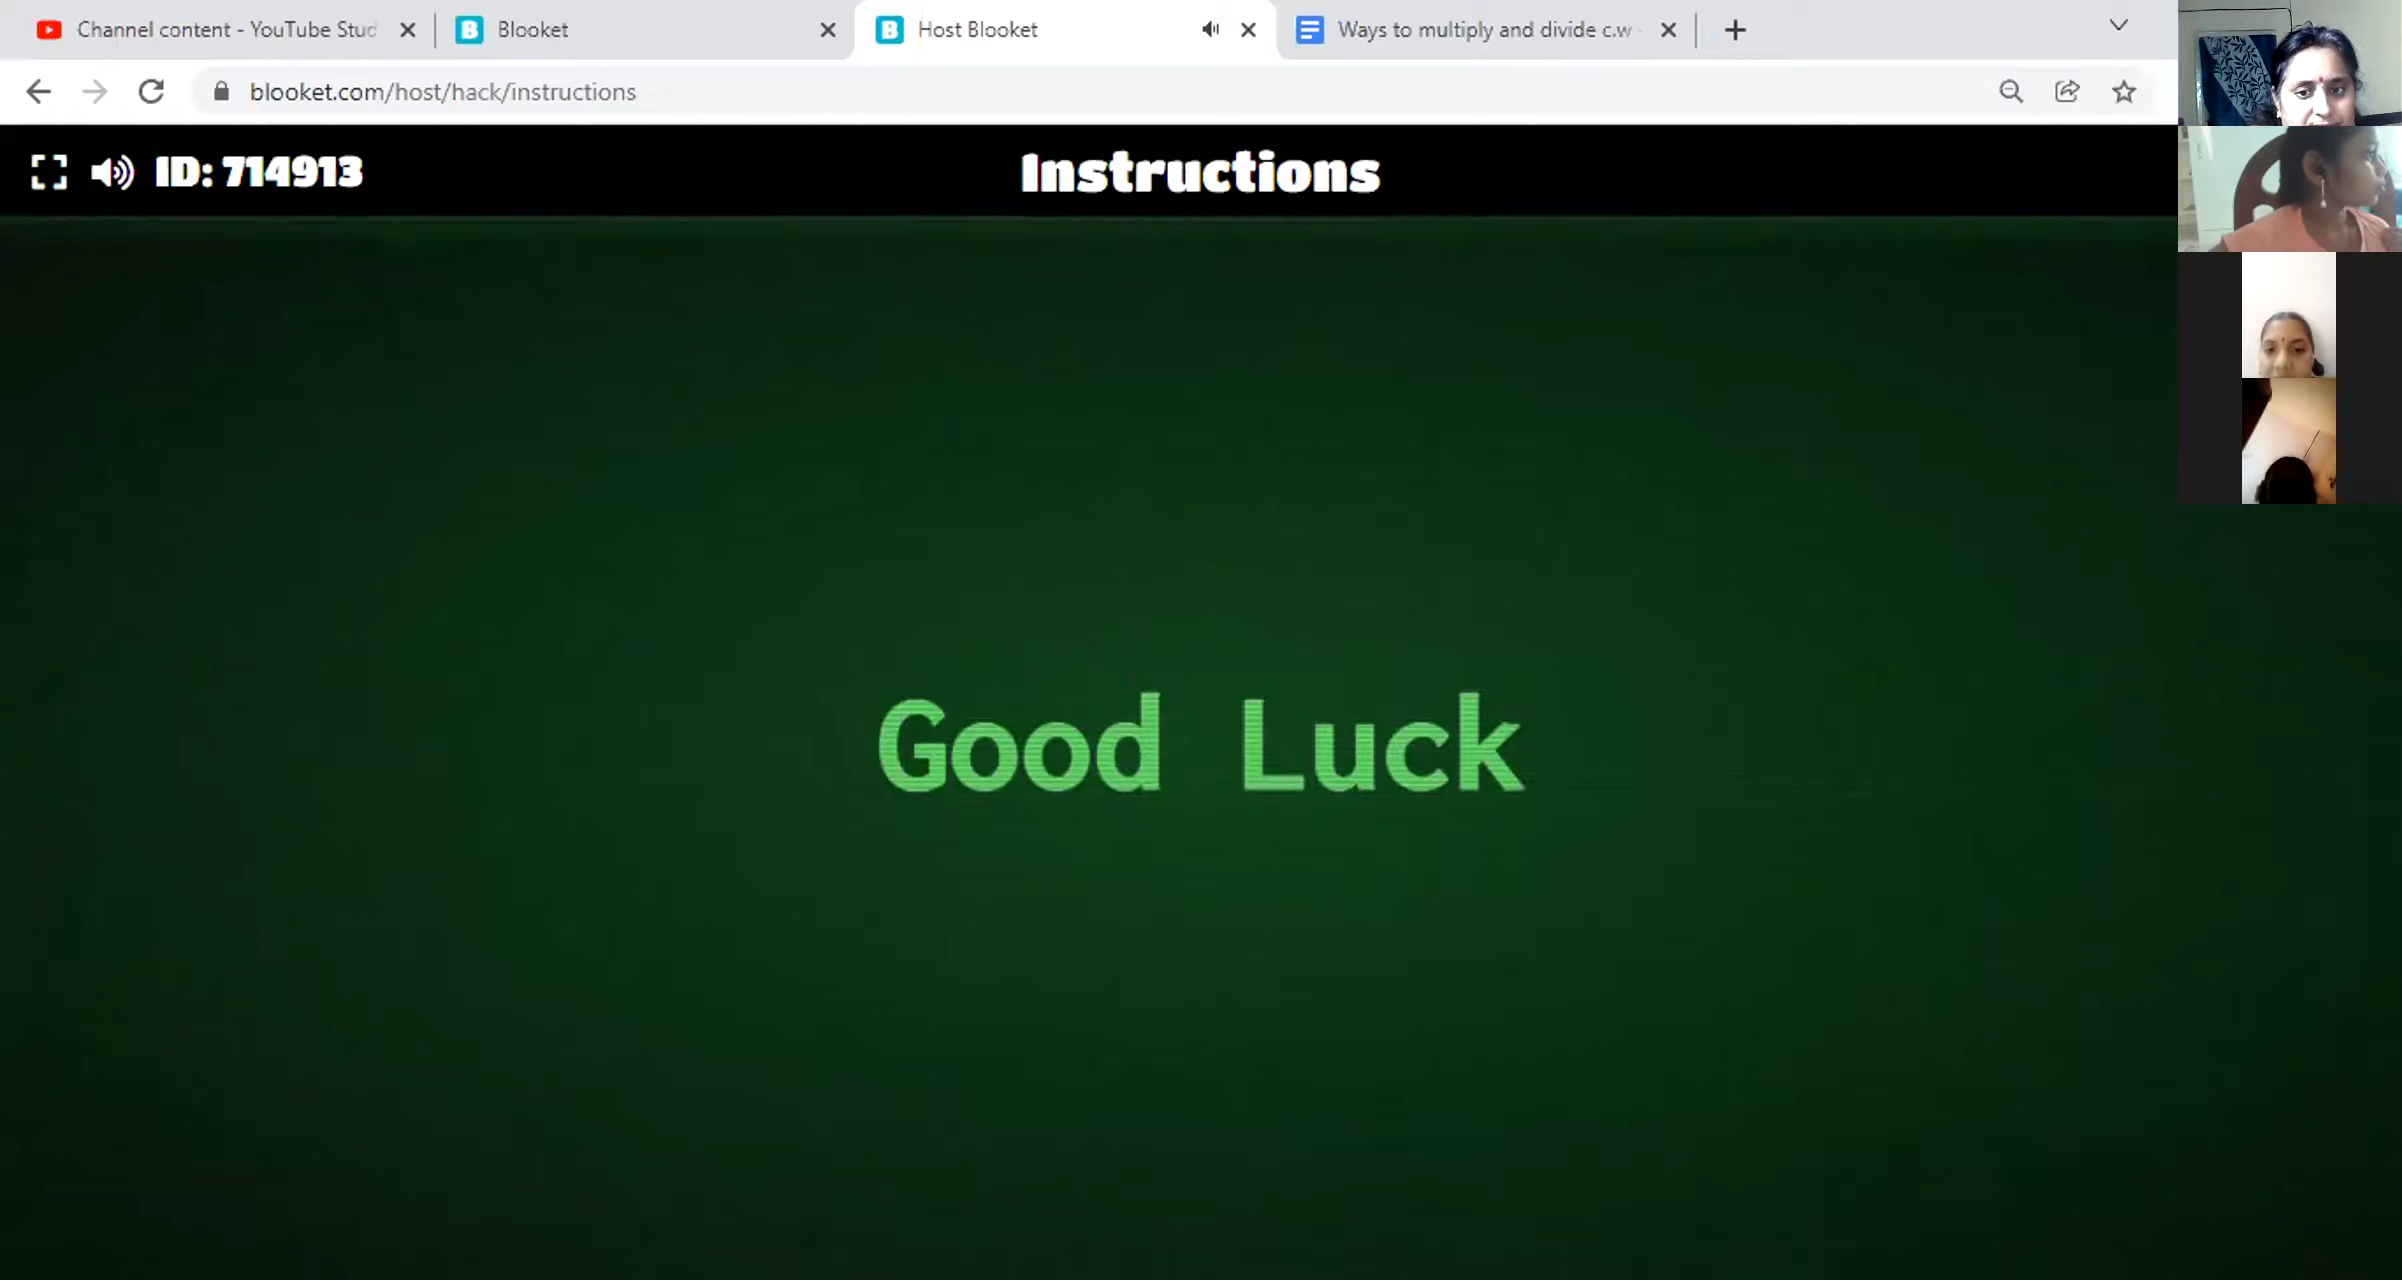 Channel content - YouTube Stud
Blooket
Host Blooket
Ways to multiply and divide c.w -
blooket.com/host/hack/instructions
ID: 714913
Instructions
Good Luck